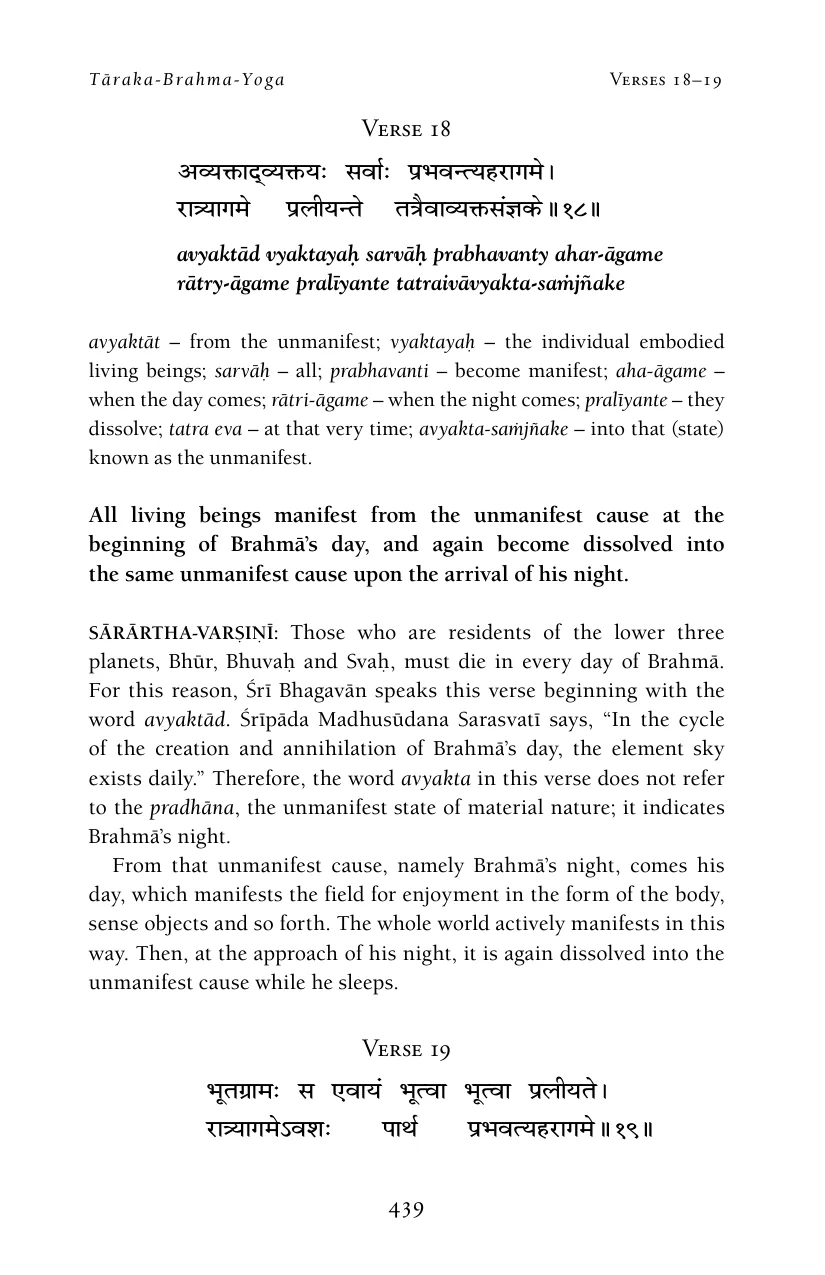 Tāraka-Brahma-Yoga Verses 18–19
Verse 18
अव्यक्ताद्व्यक्तयः सर्वाः प्रभवन्त्यहरागमे।
रात्र्यागमे प्रलीयन्ते तत्रैवाव्यक्तसंज्ञके॥१८॥
avyaktād vyaktayaḥ sarvāḥ prabhavanty ahar-āgame
rātry-āgame pralīyante tatraivāvyakta-saṁjñake
avyaktāt – from the unmanifest; vyaktayaḥ – the individual embodied
living beings; sarvāḥ – all; prabhavanti – become manifest; aha-āgame –
when the day comes; rātri-āgame – when the night comes; pralīyante – they
dissolve; tatra eva – at that very time; avyakta-saṁjñake – into that (state)
known as the unmanifest.
All living beings manifest from the unmanifest cause at the
beginning of Brahmā’s day, and again become dissolved into
the same unmanifest cause upon the arrival of his night.
SĀRĀRTHA-VARṢIṆĪ: Those who are residents of the lower three
planets, Bhūr, Bhuvaḥ and Svaḥ, must die in every day of Brahmā.
For this reason, Śrī Bhagavān speaks this verse beginning with the
word avyaktād. Śrīpāda Madhusūdana Sarasvatī says, “In the cycle
of the creation and annihilation of Brahmā’s day, the element sky
exists daily.” Therefore, the word avyakta in this verse does not refer
to the pradhāna, the unmanifest state of material nature; it indicates
Brahmā’s night.
From that unmanifest cause, namely Brahmā’s night, comes his
day, which manifests the field for enjoyment in the form of the body,
sense objects and so forth. The whole world actively manifests in this
way. Then, at the approach of his night, it is again dissolved into the
unmanifest cause while he sleeps.
Verse 19
भूतग्रामः स एवायं भूत्वा भूत्वा प्रलीयते।
रात्र्यागमेऽवशः पार्थ प्रभवत्यहरागमे॥१९॥
439